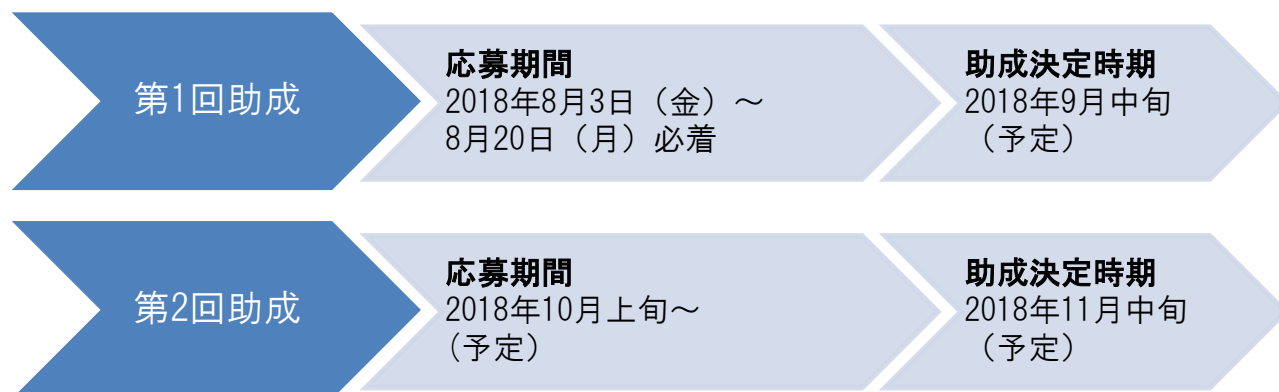 第1回助成
応募期間
2018年8月3日（金）～
8月20日（月）必着
助成決定時期
2018年9月中旬
（予定）
第2回助成
応募期間
2018年10月上旬～
(予定）
助成決定時期
2018年11月中旬
（予定）